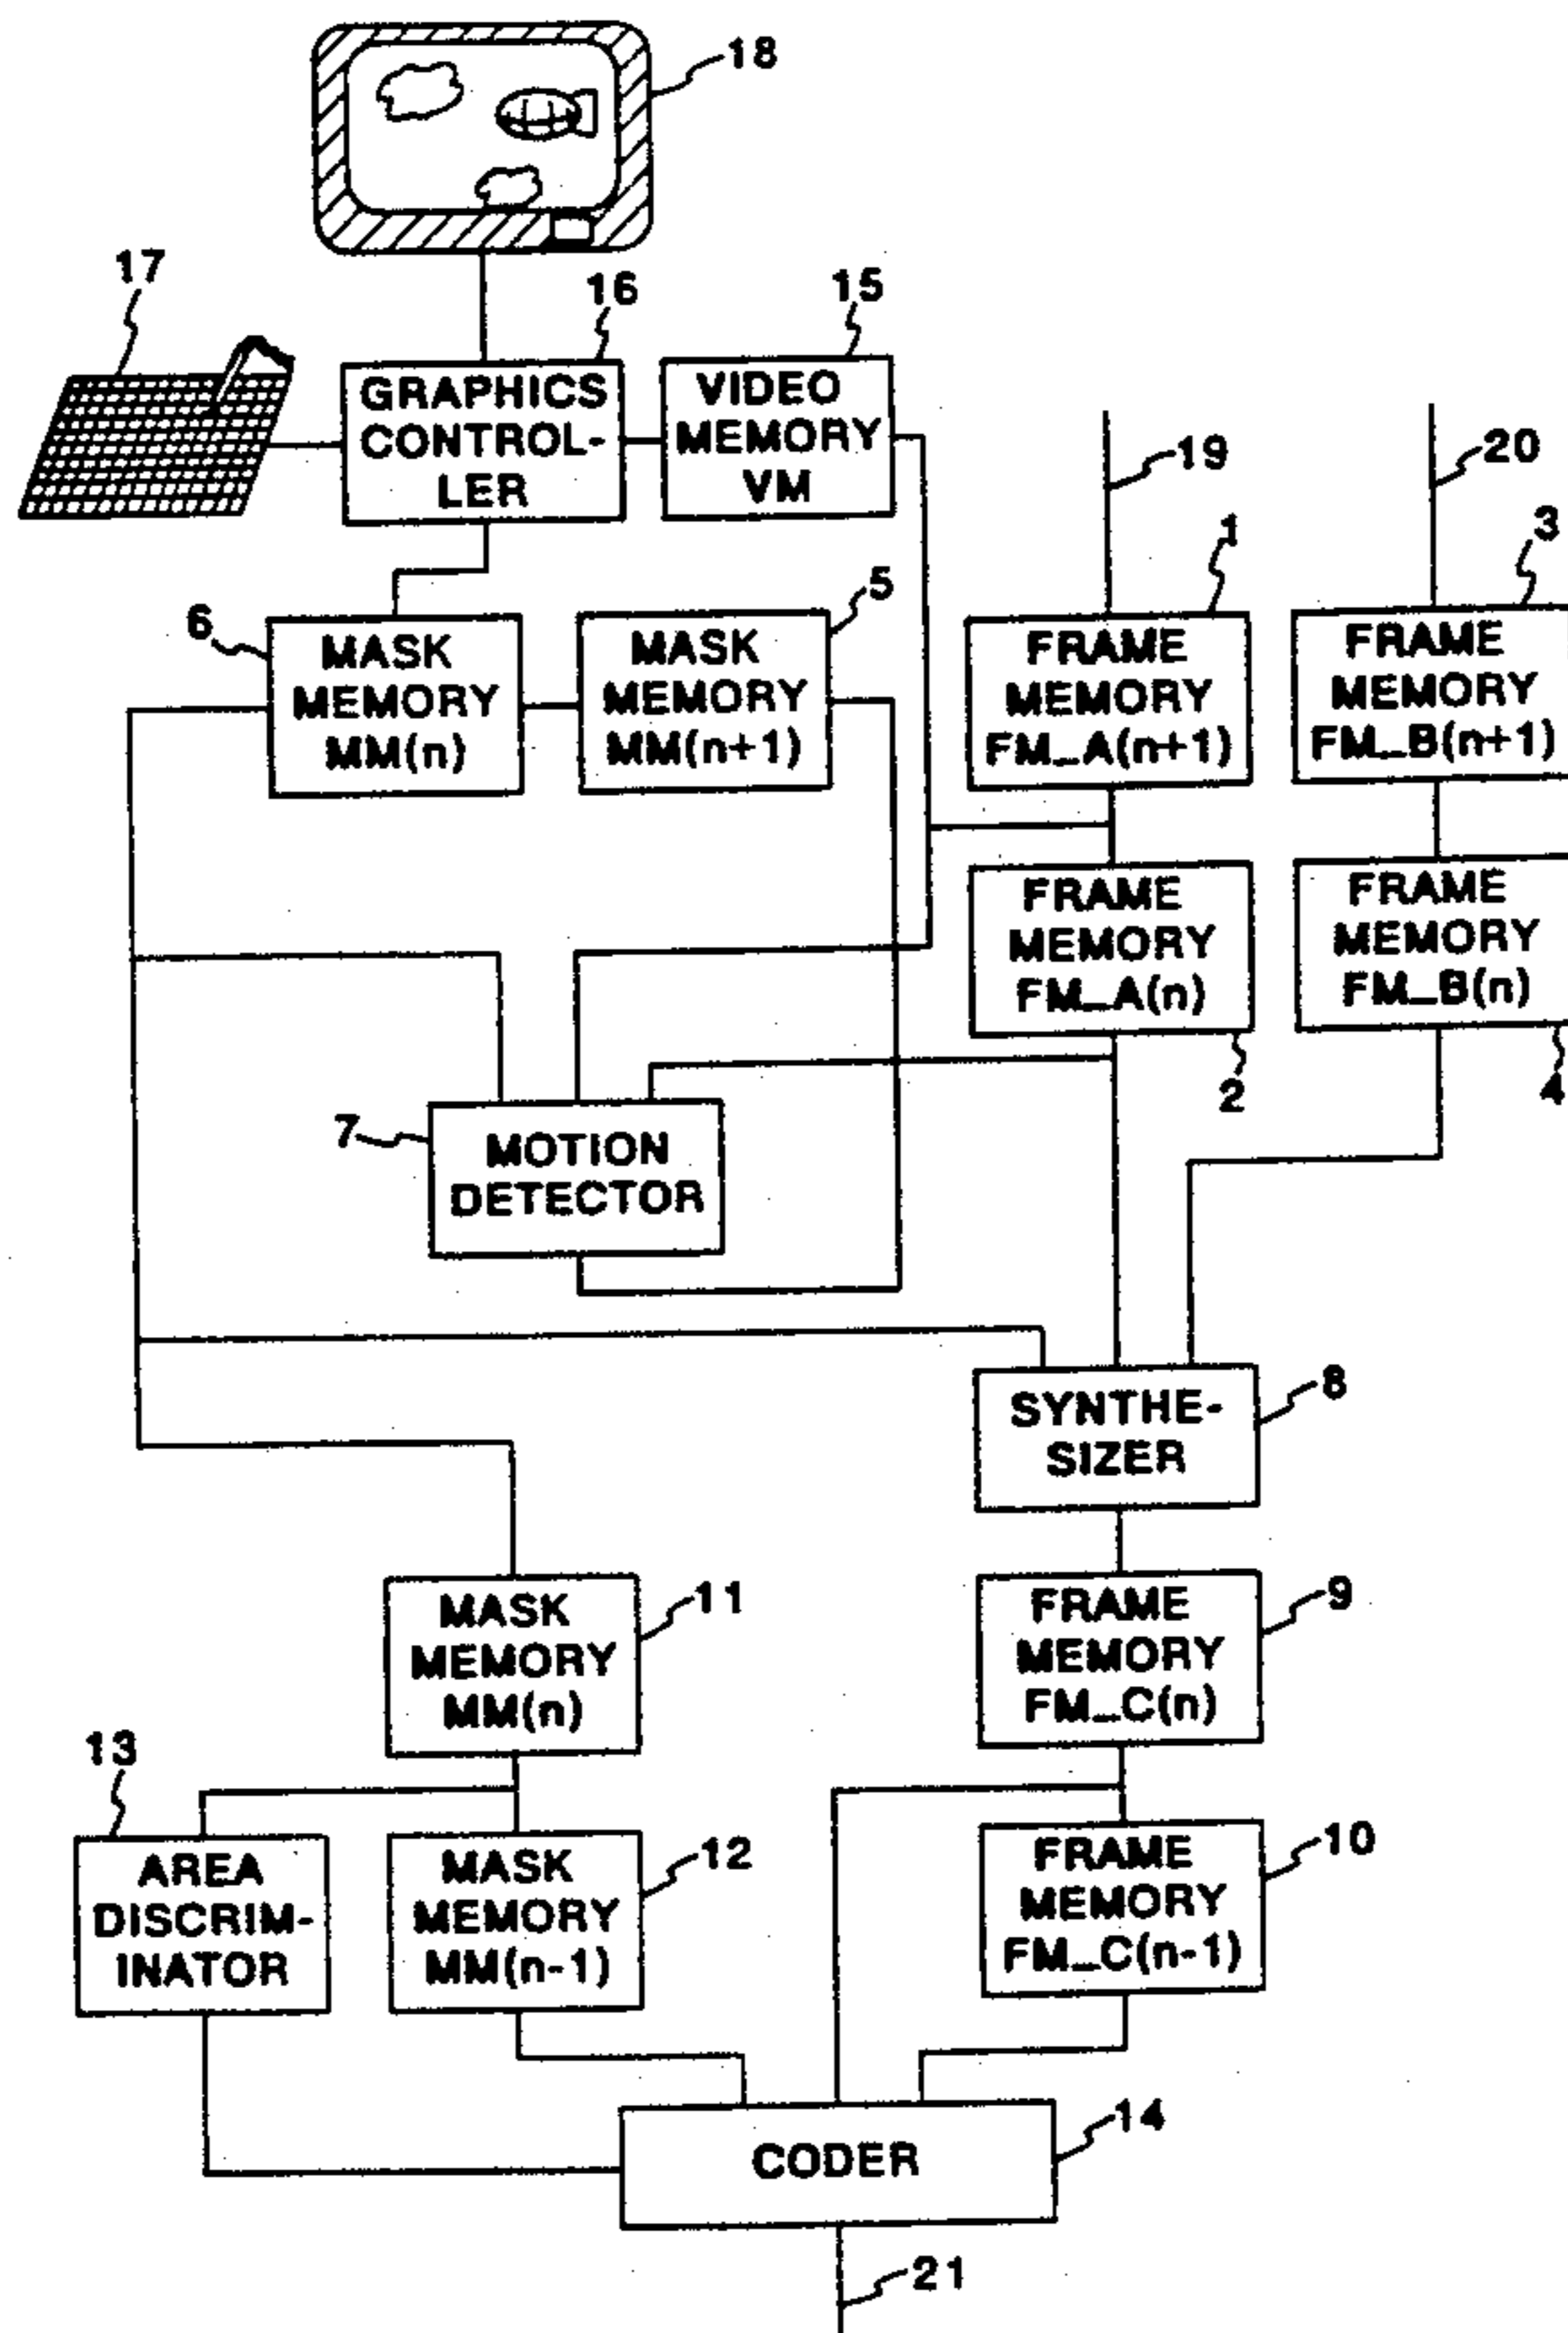 18
17
16
15
GRAPHICS
CONTROL-
LER
VIDEO
MEMORY
VM
19
20
1
3
6
5
MASK
MEMORY
MM(n)
MASK
MEMORY
MM(n+1)
FRAME
MEMORY
FM_A(n+1)
FRAME
MEMORY
FM_B(n+1)
FRAME
MEMORY
FM_A(n)
FRAME
MEMORY
FM_B(n)
2
4
7
MOTION
DETECTOR
8
SYNTHE-
SIZER
11
MASK
MEMORY
MM(n)
9
FRAME
MEMORY
FM_C(n)
13
AREA
DISCRIM-
INATOR
12
MASK
MEMORY
MM(n-1)
10
FRAME
MEMORY
FM_C(n-1)
14
CODER
21